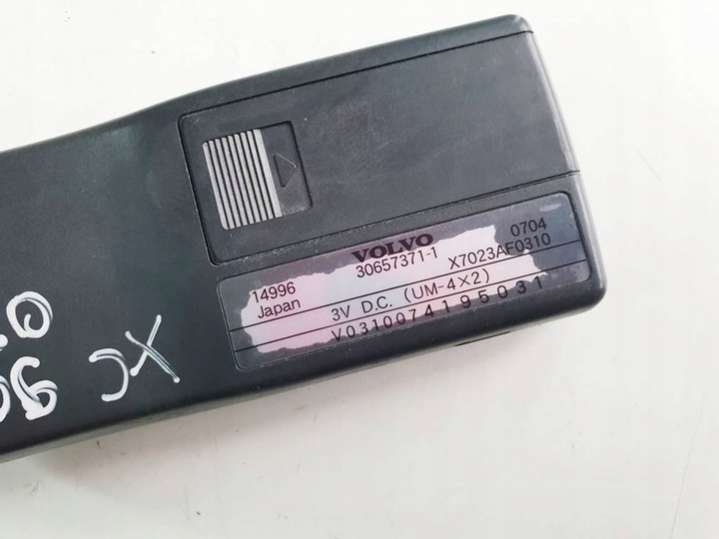 VOLVO
14996 30657371-1 0704
Japan X7023AF0310
3V D.C. (UM-4×2)
V0310074195031
XC 90